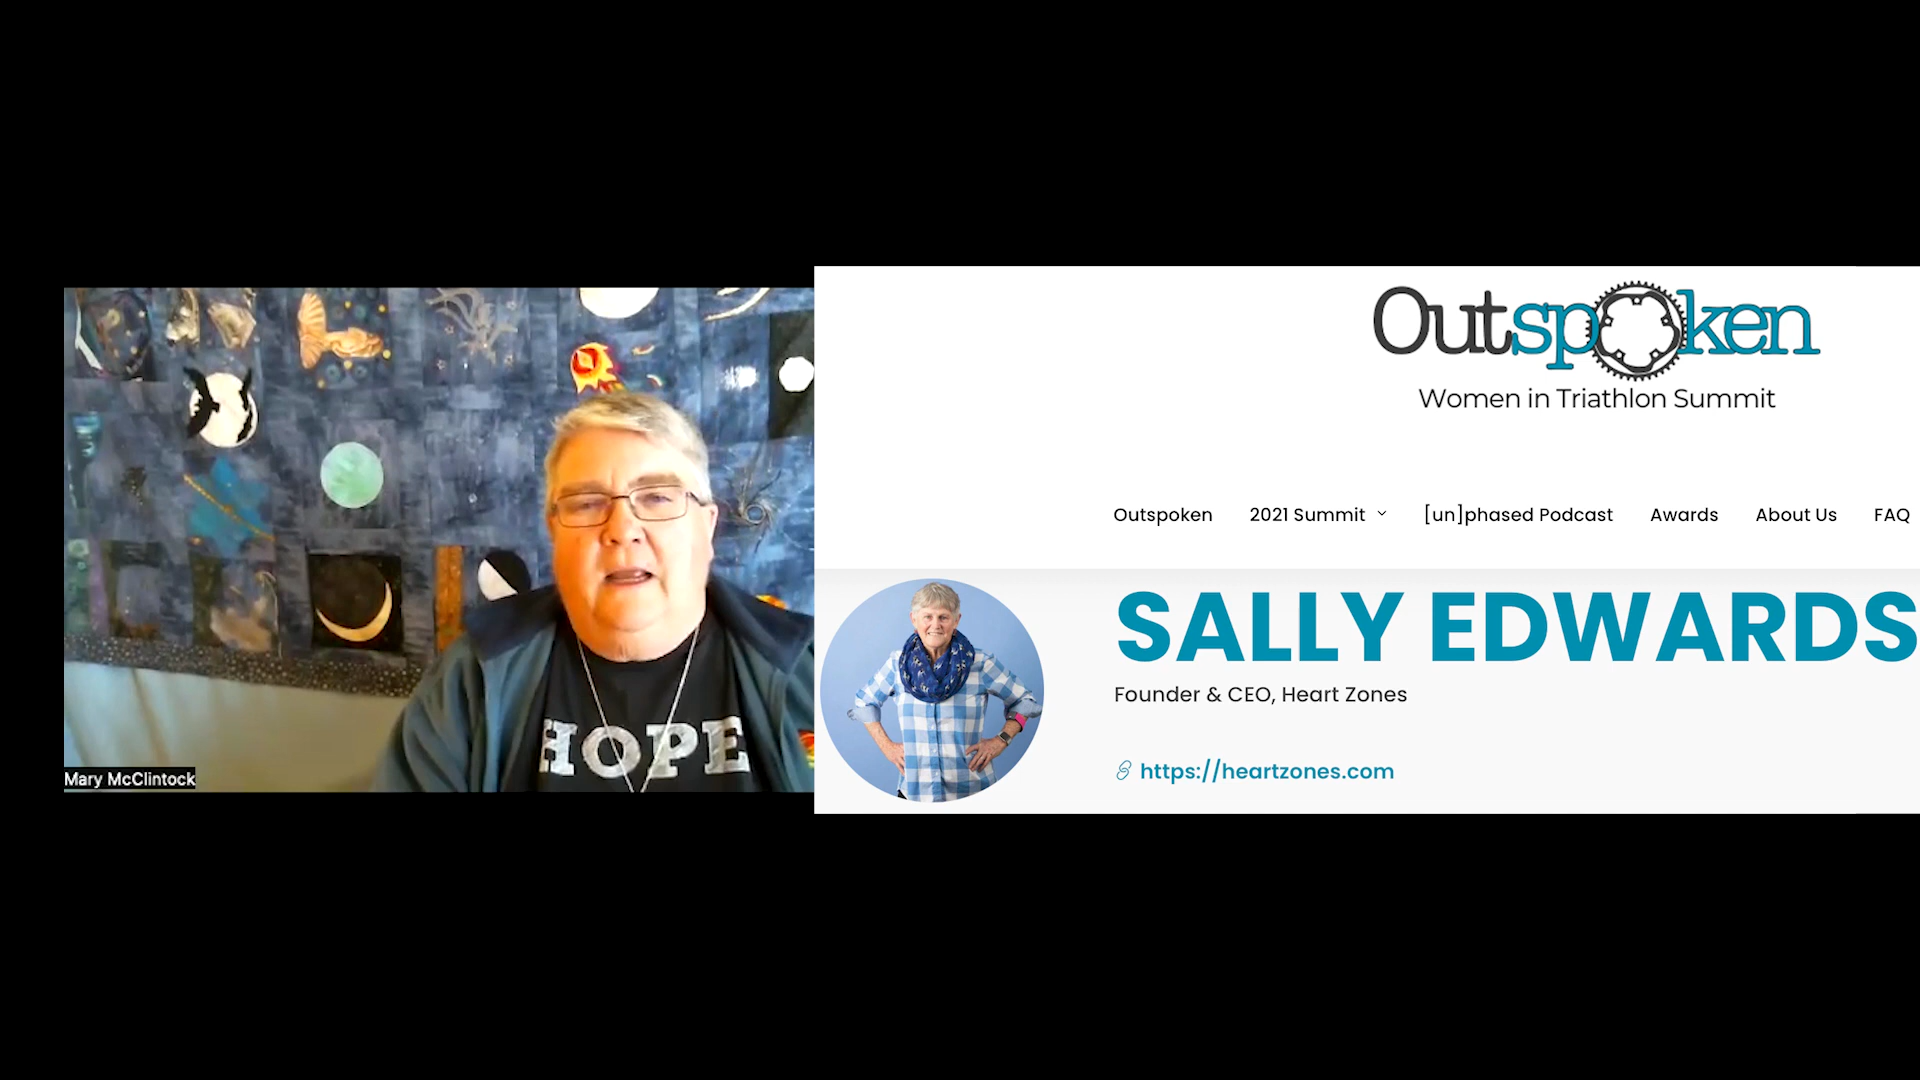 Outspoken
Women in Triathlon Summit
Outspoken 2021 Summit [un]phased Podcast Awards About Us FAQ
SALLY EDWARDS
Founder & CEO, Heart Zones
https://heartzones.com
HOPE
Mary McClintock